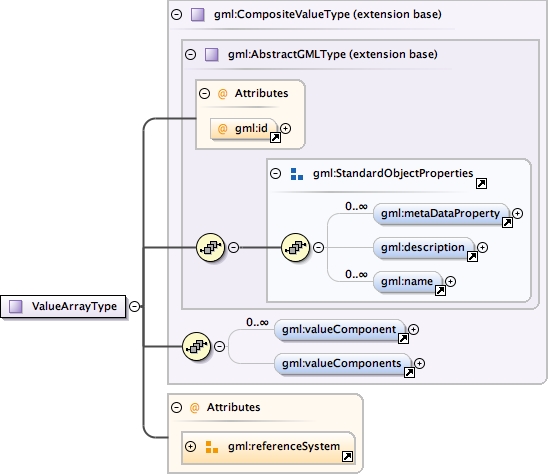 gml:CompositeValueType (extension base)
gml:AbstractGMLType (extension base)
@ Attributes
@ gml:id
gml:StandardObjectProperties
0..∞
gml:metaDataProperty
gml:description
0..∞
gml:name
ValueArrayType
0..∞
gml:valueComponent
gml:valueComponents
@ Attributes
gml:referenceSystem